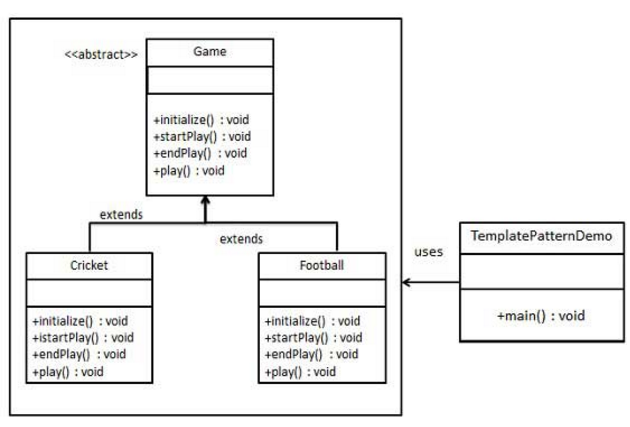 <<abstract>>
Game
+initialize() : void
+startPlay() : void
+endPlay() : void
+play() : void
extends
extends
Cricket
+initialize() : void
+istartPlay() : void
+endPlay() : void
+play() : void
Football
+initialize() : void
+startPlay() : void
+endPlay() : void
+play() : void
uses
TemplatePatternDemo
+main() : void